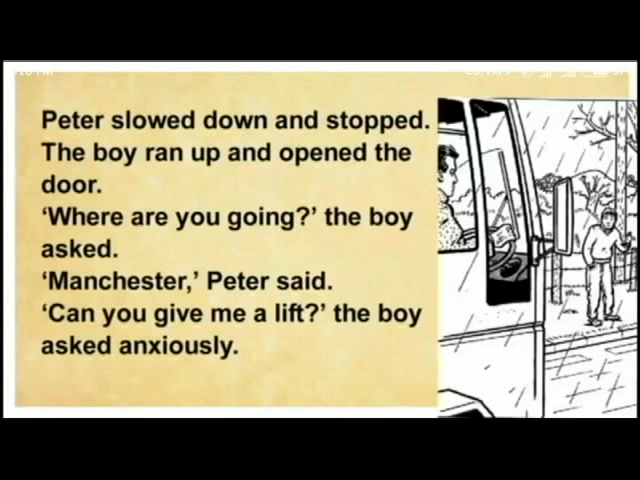 Peter slowed down and stopped.
The boy ran up and opened the
door.
‘Where are you going?’ the boy
asked.
‘Manchester,’ Peter said.
‘Can you give me a lift?’ the boy
asked anxiously.